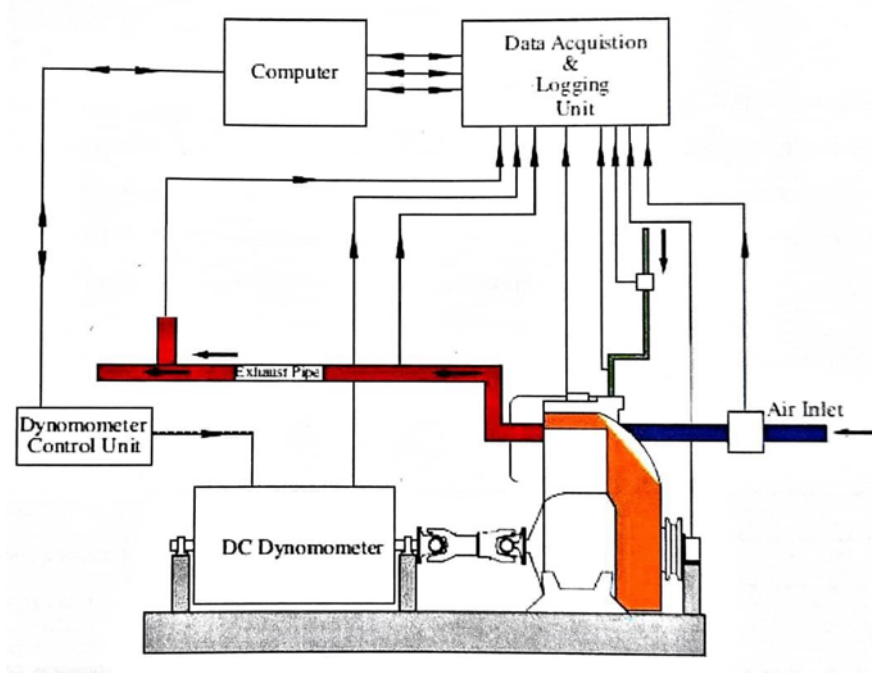 Computer
Data Acquistion
&
Logging
Unit
Exhaust Pipe
Air Inlet
Dynomometer
Control Unit
DC Dynomometer